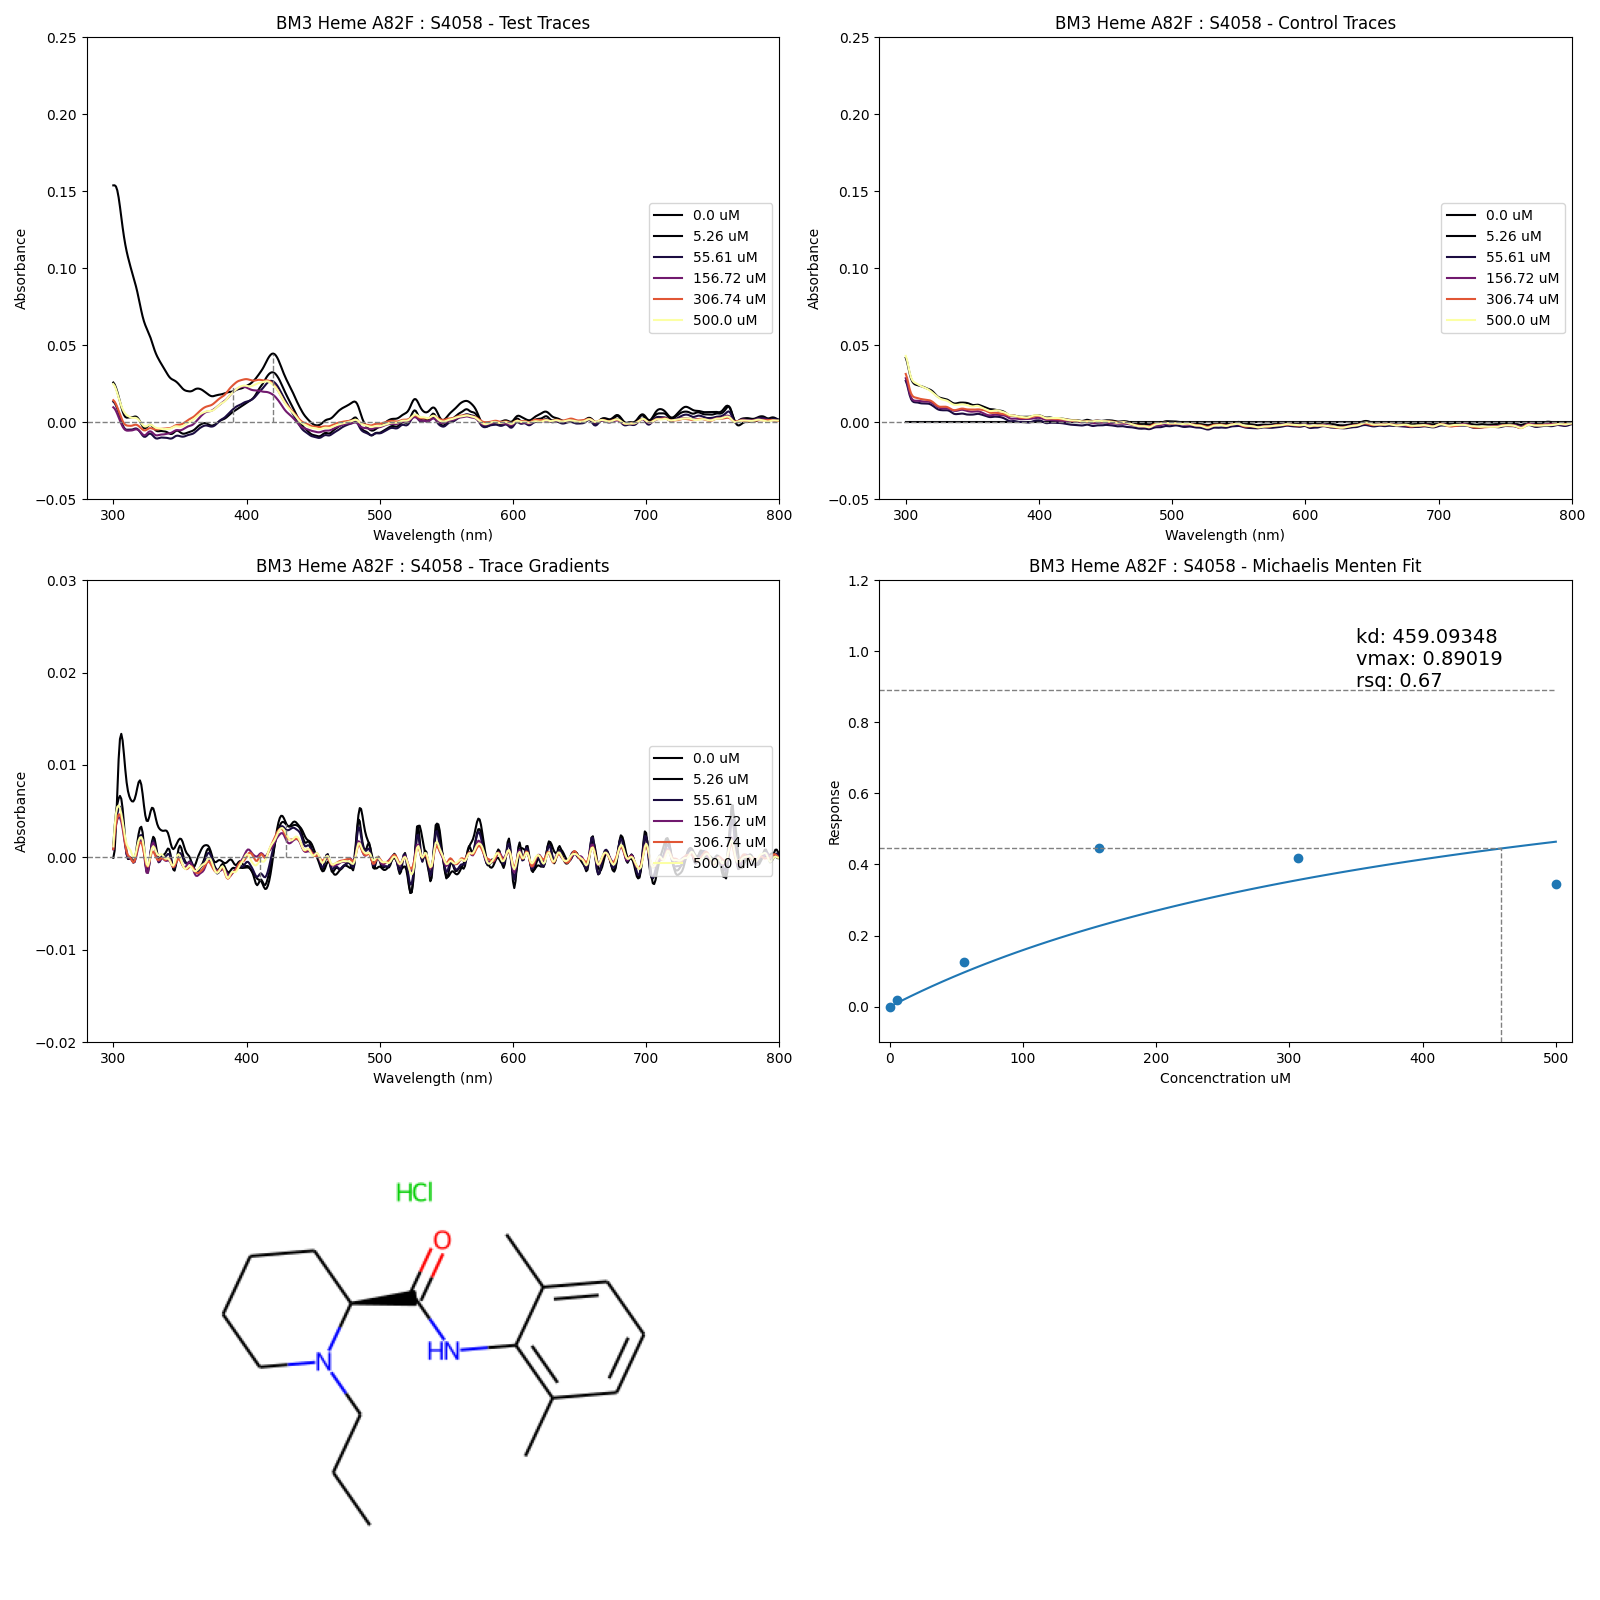 BM3 Heme A82F : S4058 - Test Traces
0.25
0.20
0.15
0.10
0.05
0.00
−0.05
Absorbance
300 400 500 600 700 800
Wavelength (nm)
0.0 uM
5.26 uM
55.61 uM
156.72 uM
306.74 uM
500.0 uM
BM3 Heme A82F : S4058 - Control Traces
0.25
0.20
0.15
0.10
0.05
0.00
−0.05
Absorbance
300 400 500 600 700 800
Wavelength (nm)
0.0 uM
5.26 uM
55.61 uM
156.72 uM
306.74 uM
500.0 uM
BM3 Heme A82F : S4058 - Trace Gradients
0.03
0.02
0.01
0.00
−0.01
−0.02
Absorbance
300 400 500 600 700 800
Wavelength (nm)
0.0 uM
5.26 uM
55.61 uM
156.72 uM
306.74 uM
500.0 uM
BM3 Heme A82F : S4058 - Michaelis Menten Fit
1.2
1.0
0.8
0.6
0.4
0.2
0.0
Response
0 100 200 300 400 500
Concenctration uM
kd: 459.09348
vmax: 0.89019
rsq: 0.67
HCl
O
HN
N